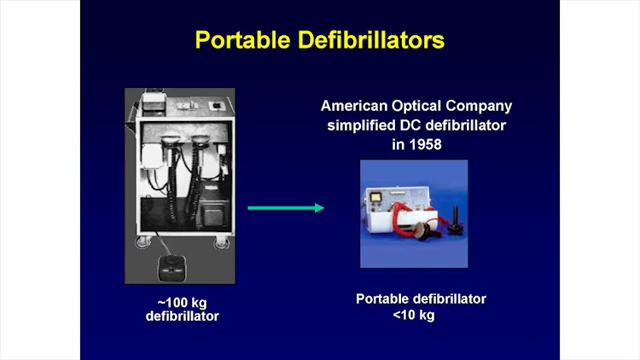 Portable Defibrillators
American Optical Company
simplified DC defibrillator
in 1958
~100 kg
defibrillator
Portable defibrillator
<10 kg